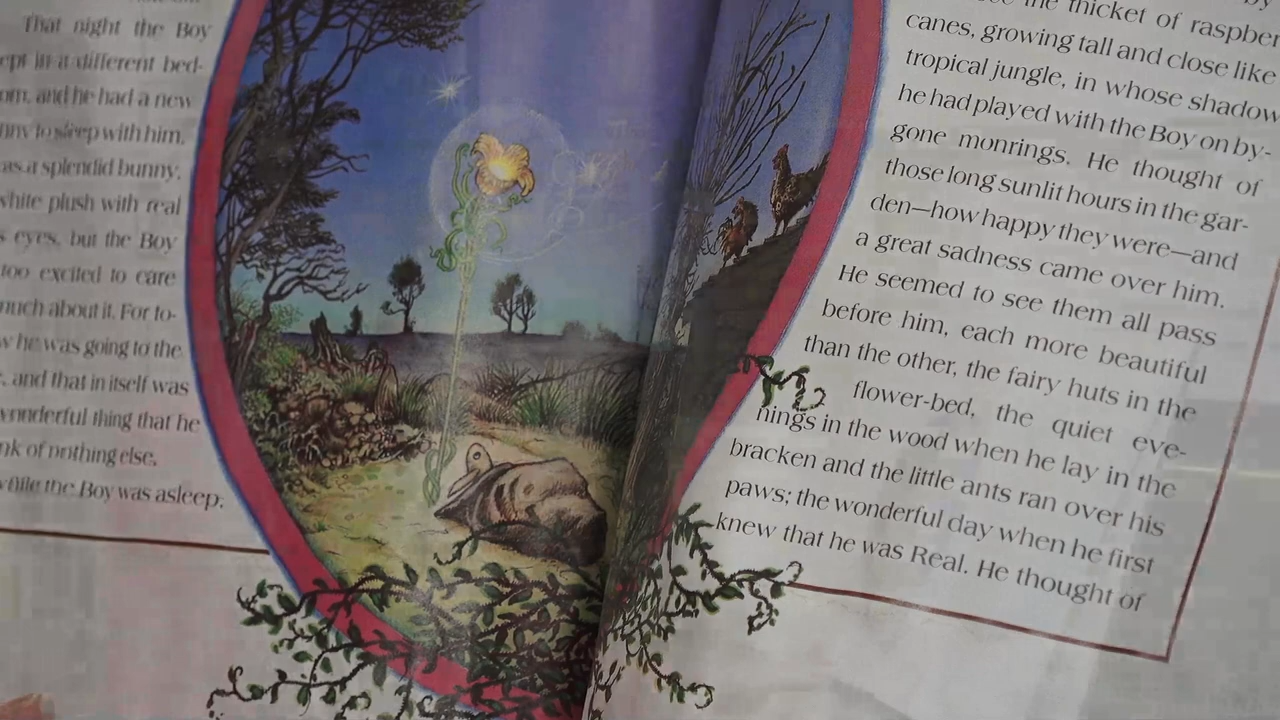 That night the Boy
in a different bed-
and he had a new
to sleep with him.
as a splendid bunny,
white plush with real
eyes, but the Boy
too excited to care
much about it. For to-
he was going to the
and that in itself was
wonderful thing that he
of nothing else.
the Boy was asleep,
the thicket of
canes, growing tall and close like
tropical jungle, in whose shadow
he had played with the Boy on by-
gone monrings. He thought of
those long sunlit hours in the gar-
den—how happy they were—and
a great sadness came over him.
He seemed to see them all pass
before him, each more beautiful
than the other, the fairy huts in the
flower-bed, the quiet eve-
nings in the wood when he lay in the
bracken and the little ants ran over his
paws; the wonderful day when he first
knew that he was Real. He thought of